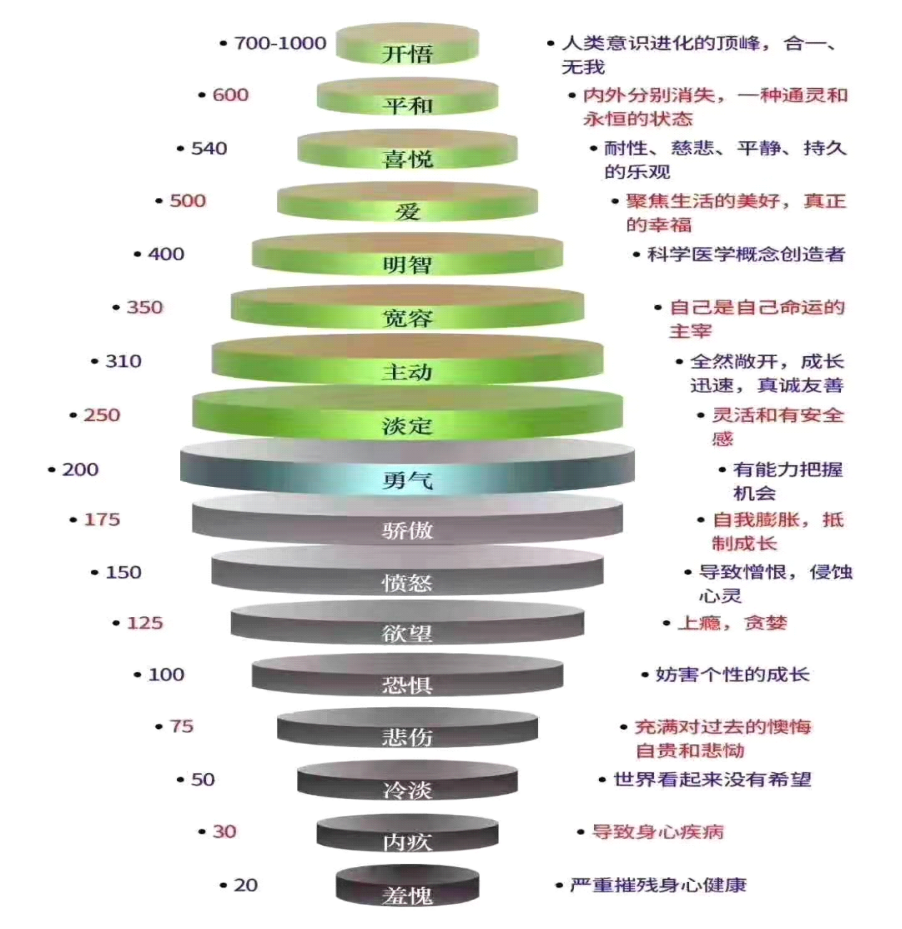 • 700-1000 开悟 • 人类意识进化的顶峰，合一、
无我
• 600 平和 • 内外分别消失，一种通灵和
永恒的状态
• 540 喜悦 • 耐性、慈悲、平静、持久
的乐观
• 500 爱 • 聚焦生活的美好，真正
的幸福
• 400 明智 • 科学医学概念创造者
• 350 宽容 • 自己是自己命运的
主宰
• 310 主动 • 全然敞开，成长
迅速，真诚友善
• 250 淡定 • 灵活和有安全
感
• 200 勇气 • 有能力把握
机会
• 175 骄傲 • 自我膨胀，抵
制成长
• 150 愤怒 • 导致憎恨，侵蚀
心灵
• 125 欲望 • 上瘾，贪婪
• 100 恐惧 • 妨害个性的成长
• 75 悲伤 • 充满对过去的懊悔
自贵和悲恸
• 50 冷淡 • 世界看起来没有希望
• 30 内疚 • 导致身心疾病
• 20 羞愧 • 严重摧残身心健康